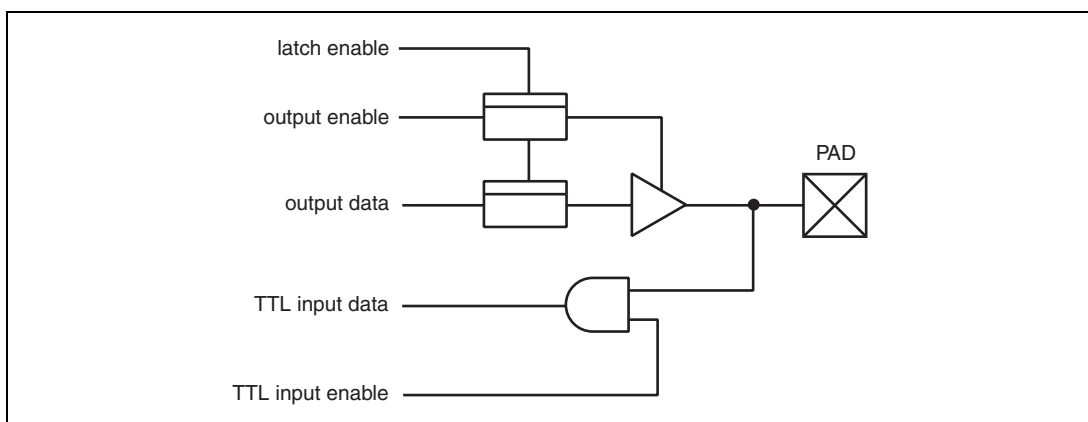 latch enable
output enable
PAD
output data
TTL input data
TTL input enable